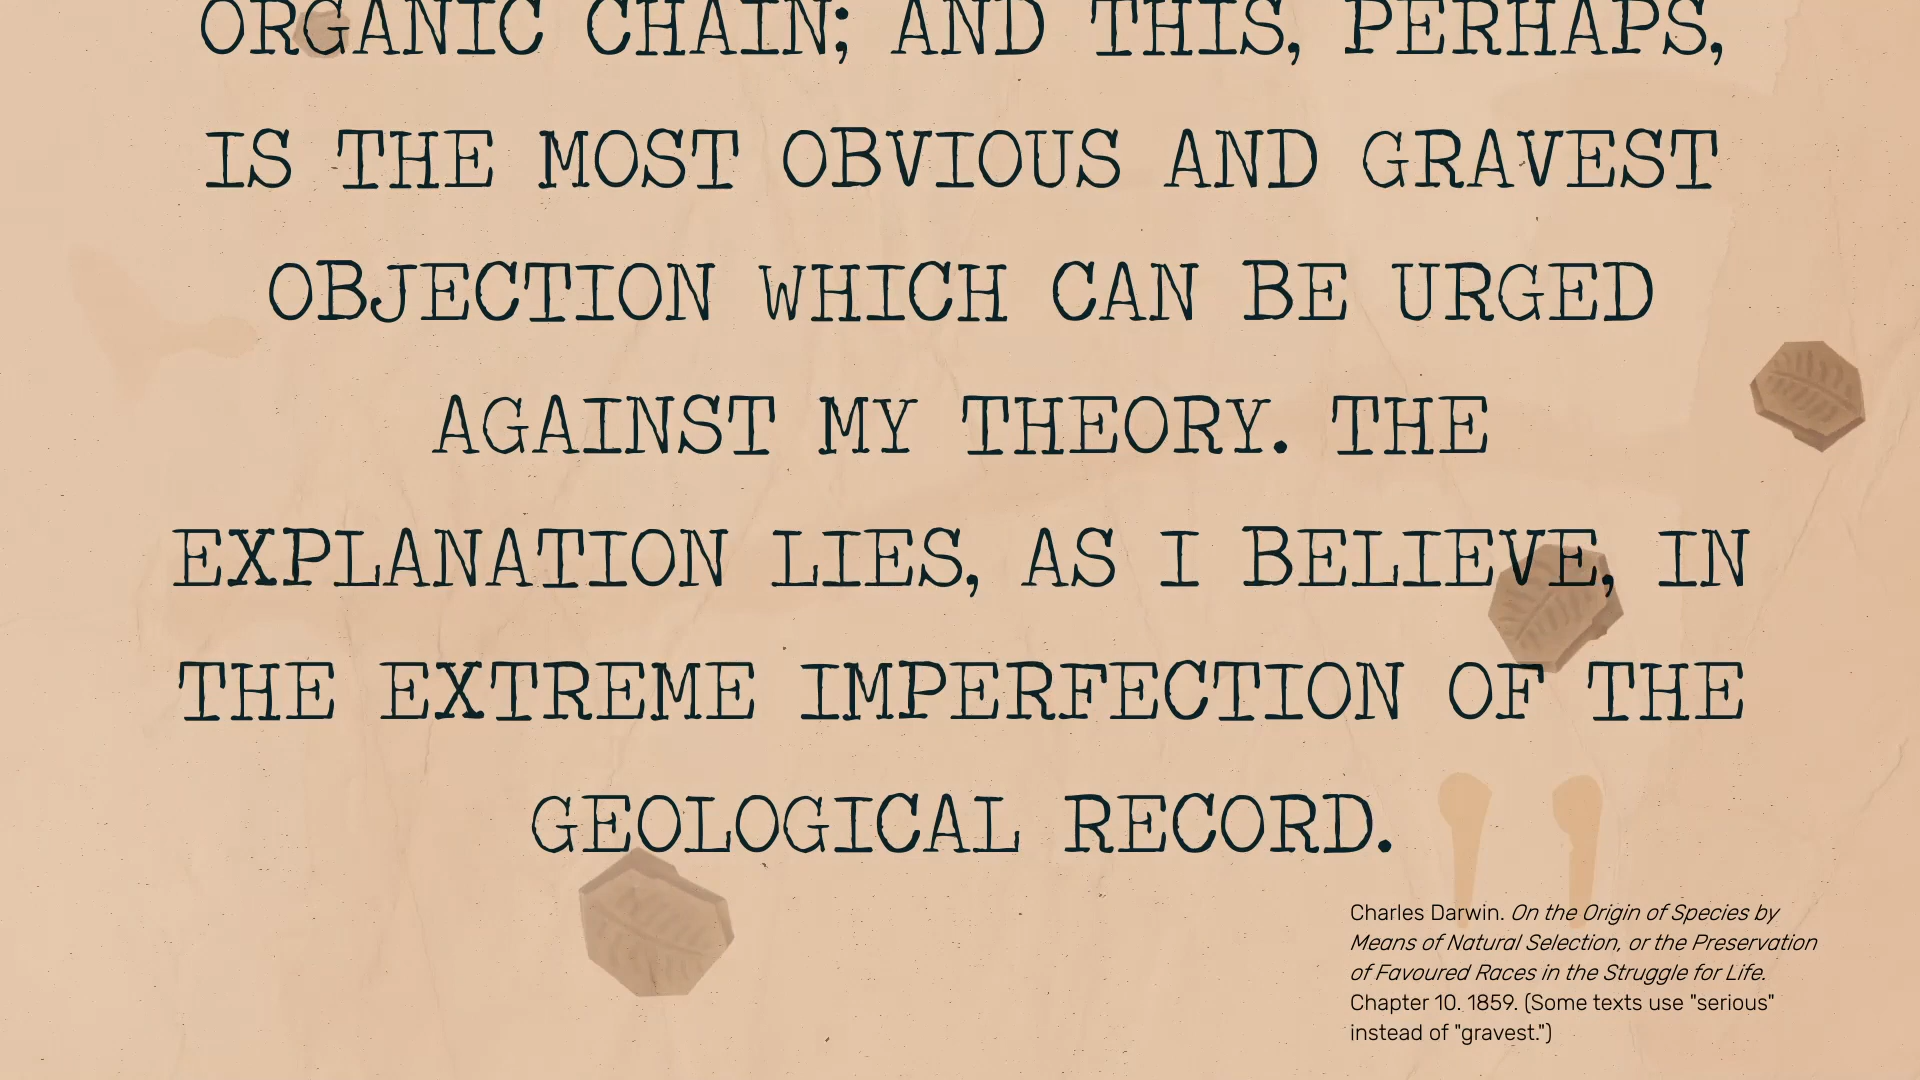 ORGANIC CHAIN; AND THIS, PERHAPS,
IS THE MOST OBVIOUS AND GRAVEST
OBJECTION WHICH CAN BE URGED
AGAINST MY THEORY. THE
EXPLANATION LIES, AS I BELIEVE, IN
THE EXTREME IMPERFECTION OF THE
GEOLOGICAL RECORD.
Charles Darwin. On the Origin of Species by
Means of Natural Selection, or the Preservation
of Favoured Races in the Struggle for Life.
Chapter 10. 1859. (Some texts use "serious"
instead of "gravest.")